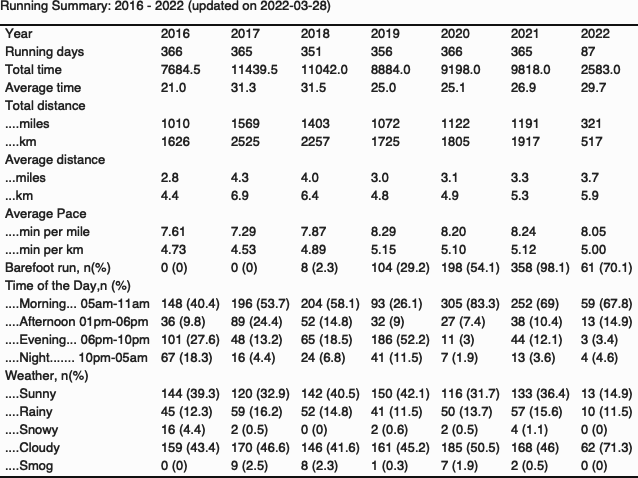 Running Summary: 2016 - 2022 (updated on 2022-03-28)
Year 2016 2017 2018 2019 2020 2021 2022
Running days 366 365 351 356 366 365 87
Total time 7684.5 11439.5 11042.0 8884.0 9198.0 9818.0 2583.0
Average time 21.0 31.3 31.5 25.0 25.1 26.9 29.7
Total distance
....miles 1010 1569 1403 1072 1122 1191 321
....km 1626 2525 2257 1725 1805 1917 517
Average distance
...miles 2.8 4.3 4.0 3.0 3.1 3.3 3.7
...km 4.4 6.9 6.4 4.8 4.9 5.3 5.9
Average Pace
....min per mile 7.61 7.29 7.87 8.29 8.20 8.24 8.05
....min per km 4.73 4.53 4.89 5.15 5.10 5.12 5.00
Barefoot run, n(%) 0 (0) 0 (0) 8 (2.3) 104 (29.2) 198 (54.1) 358 (98.1) 61 (70.1)
Time of the Day,n (%)
....Morning... 05am-11am 148 (40.4) 196 (53.7) 204 (58.1) 93 (26.1) 305 (83.3) 252 (69) 59 (67.8)
....Afternoon 01pm-06pm 36 (9.8) 89 (24.4) 52 (14.8) 32 (9) 27 (7.4) 38 (10.4) 13 (14.9)
....Evening... 06pm-10pm 101 (27.6) 48 (13.2) 65 (18.5) 186 (52.2) 11 (3) 44 (12.1) 3 (3.4)
....Night....... 10pm-05am 67 (18.3) 16 (4.4) 24 (6.8) 41 (11.5) 7 (1.9) 13 (3.6) 4 (4.6)
Weather, n(%)
....Sunny 144 (39.3) 120 (32.9) 142 (40.5) 150 (42.1) 116 (31.7) 133 (36.4) 13 (14.9)
....Rainy 45 (12.3) 59 (16.2) 52 (14.8) 41 (11.5) 50 (13.7) 57 (15.6) 10 (11.5)
....Snowy 16 (4.4) 2 (0.5) 0 (0) 2 (0.6) 2 (0.5) 4 (1.1) 0 (0)
....Cloudy 159 (43.4) 170 (46.6) 146 (41.6) 161 (45.2) 185 (50.5) 168 (46) 62 (71.3)
....Smog 0 (0) 9 (2.5) 8 (2.3) 1 (0.3) 7 (1.9) 2 (0.5) 0 (0)